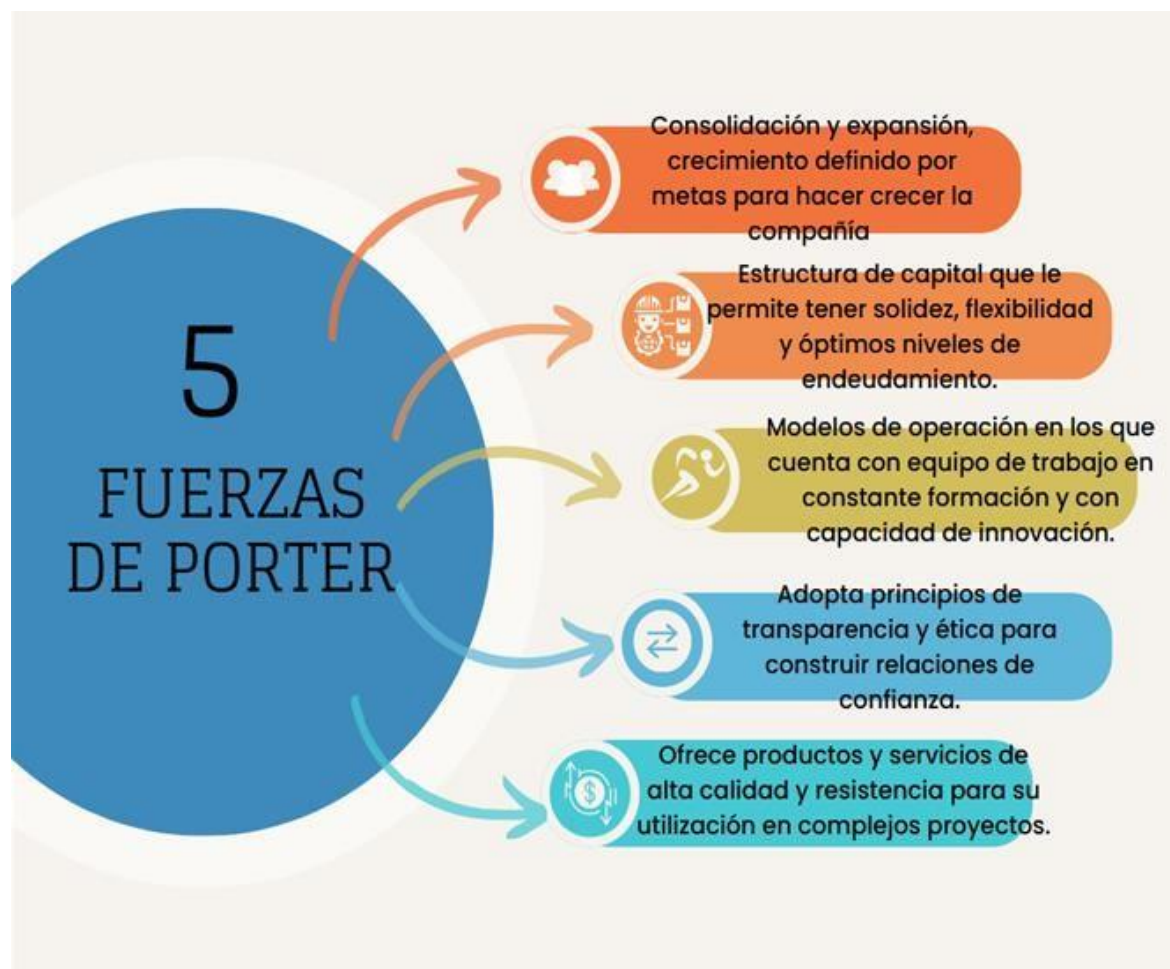 5
FUERZAS
DE PORTER
Consolidación y expansión,
crecimiento definido por
metas para hacer crecer la
compañía
Estructura de capital que le
permite tener solidez, flexibilidad
y óptimos niveles de
endeudamiento.
Modelos de operación en los que
cuenta con equipo de trabajo en
constante formación y con
capacidad de innovación.
Adopta principios de
transparencia y ética para
construir relaciones de
confianza.
Ofrece productos y servicios de
alta calidad y resistencia para su
utilización en complejos proyectos.